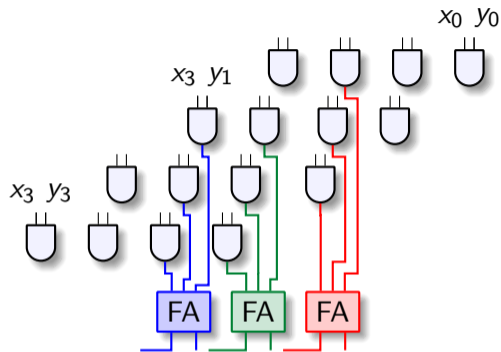 x₀ y₀
x₃ y₁
x₃ y₃
FA FA FA